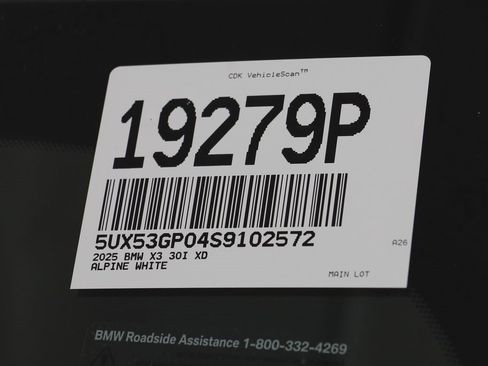 CDK VehicleScan™
19279P
5UX53GP04S9102572
2025 BMW X3 30I XD
ALPINE WHITE
A26
MAIN LOT
BMW Roadside Assistance 1-800-332-4269